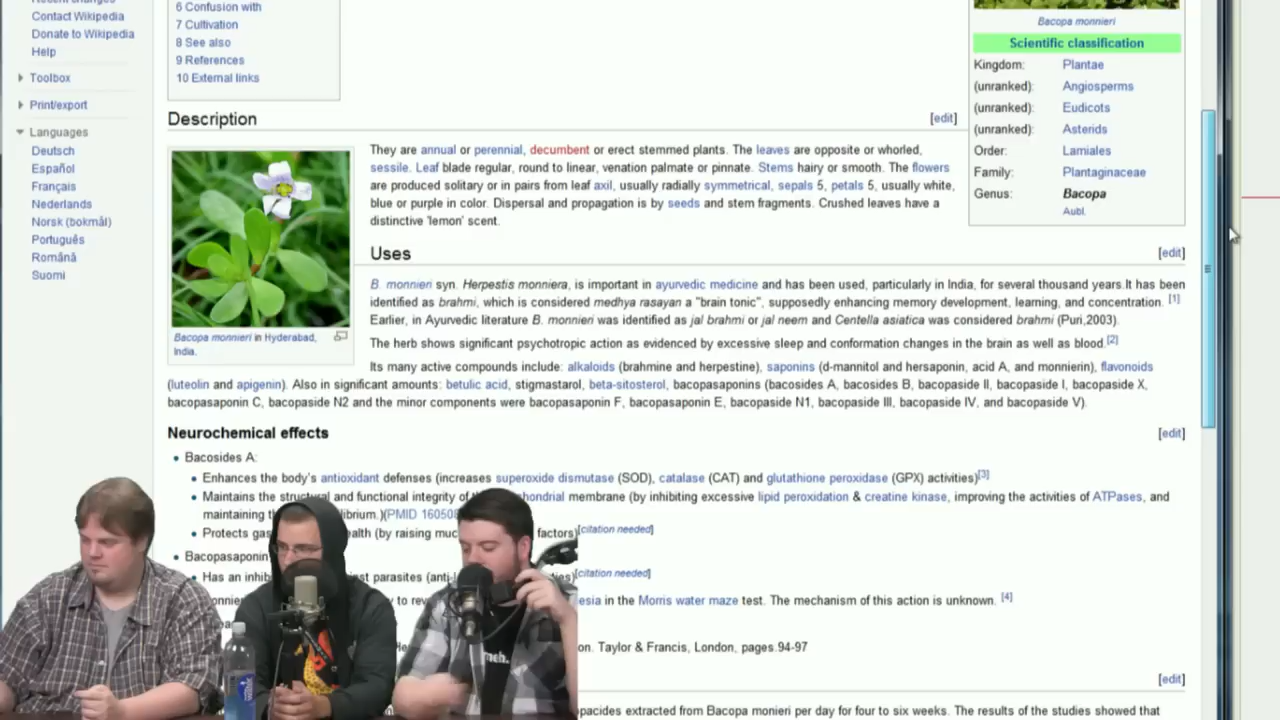 Contact Wikipedia
Donate to Wikipedia
Help
Toolbox
Print/export
Languages
Deutsch
Español
Français
Nederlands
Norsk (bokmål)
Português
Română
Suomi
6 Confusion with
7 Cultivation
8 See also
9 References
10 External links
Bacopa monnieri
Scientific classification
Kingdom: Plantae
(unranked): Angiosperms
(unranked): Eudicots
(unranked): Asterids
Order: Lamiales
Family: Plantaginaceae
Genus: Bacopa
Aubl.
Description [edit]
They are annual or perennial, decumbent or erect stemmed plants. The leaves are opposite or whorled,
sessile. Leaf blade regular, round to linear, venation palmate or pinnate. Stems hairy or smooth. The flowers
are produced solitary or in pairs from leaf axil, usually radially symmetrical, sepals 5, petals 5, usually white,
blue or purple in color. Dispersal and propagation is by seeds and stem fragments. Crushed leaves have a
distinctive 'lemon' scent.
Bacopa monnieri in Hyderabad,
India.
Uses [edit]
B. monnieri syn. Herpestis monniera, is important in ayurvedic medicine and has been used, particularly in India, for several thousand years.It has been
identified as brahmi, which is considered medhya rasayan a "brain tonic", supposedly enhancing memory development, learning, and concentration. [1]
Earlier, in Ayurvedic literature B. monnieri was identified as jal brahmi or jal neem and Centella asiatica was considered brahmi (Puri,2003).
The herb shows significant psychotropic action as evidenced by excessive sleep and conformation changes in the brain as well as blood.[2]
Its many active compounds include: alkaloids (brahmine and herpestine), saponins (d-mannitol and hersaponin, acid A, and monnierin), flavonoids
(luteolin and apigenin). Also in significant amounts: betulic acid, stigmastarol, beta-sitosterol, bacopasaponins (bacosides A, bacosides B, bacopaside II, bacopaside I, bacopaside X,
bacopasaponin C, bacopaside N2 and the minor components were bacopasaponin F, bacopasaponin E, bacopaside N1, bacopaside III, bacopaside IV, and bacopaside V).
Neurochemical effects [edit]
Bacosides A:
Enhances the body's antioxidant defenses (increases superoxide dismutase (SOD), catalase (CAT) and glutathione peroxidase (GPX) activities)[3]
Maintains the structural and functional integrity of membrane (by inhibiting excessive lipid peroxidation & creatine kinase, improving the activities of ATPases, and
maintaining (PMID 160508
Protects (by raising factors)[citation needed]
Bacopasaponin
Has an parasites [citation needed]
in the Morris water maze test. The mechanism of this action is unknown. [4]
Taylor & Francis, London, pages.94-97
[edit]
extracted from Bacopa monieri per day for four to six weeks. The results of the studies showed that